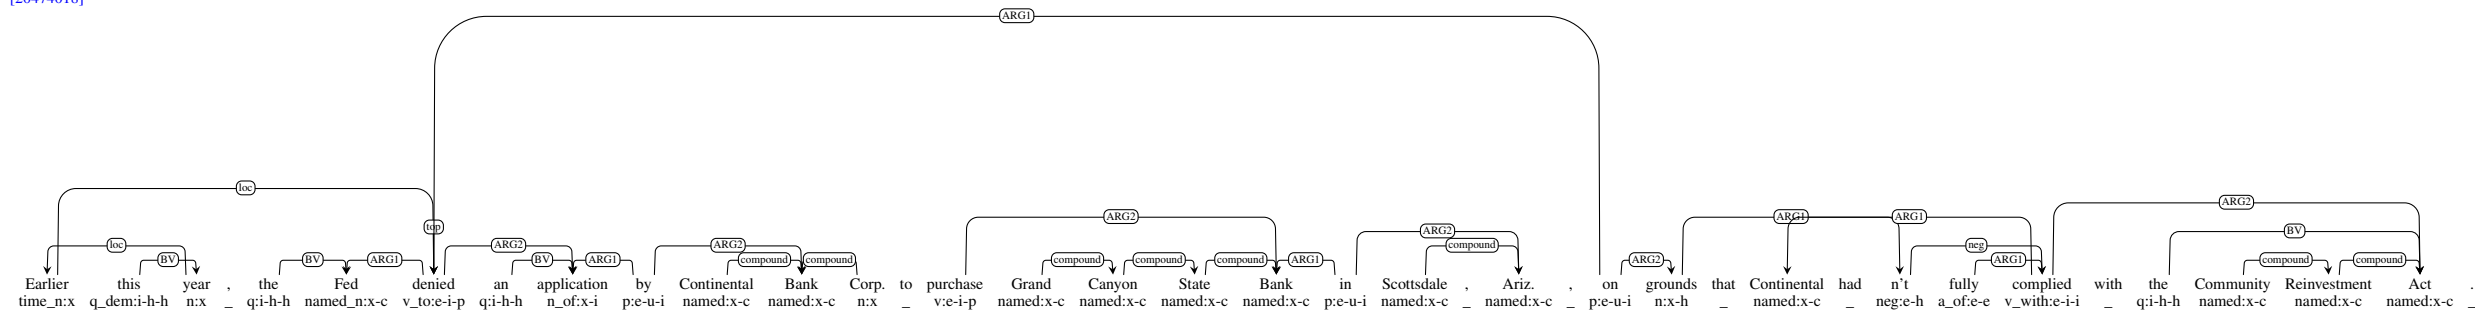 ARG1
loc
top
ARG2 ARG1 ARG1 ARG2
loc ARG2 ARG2 neg BV
BV BV ARG1 BV ARG1 compound compound compound compound compound ARG1 compound ARG2 ARG1 compound compound
Earlier this year , the Fed denied an application by Continental Bank Corp. to purchase Grand Canyon State Bank in Scottsdale , Ariz. , on grounds that Continental had n't fully complied with the Community Reinvestment Act .
time_n:x q_dem:i-h-h n:x _ q:i-h-h named_n:x-c v_to:e-i-p q:i-h-h n_of:x-i p:e-u-i named:x-c named:x-c n:x _ v:e-i-p named:x-c named:x-c named:x-c named:x-c p:e-u-i named:x-c _ named:x-c _ p:e-u-i n:x-h _ named:x-c _ neg:e-h a_of:e-e v_with:e-i-i _ q:i-h-h named:x-c named:x-c named:x-c _